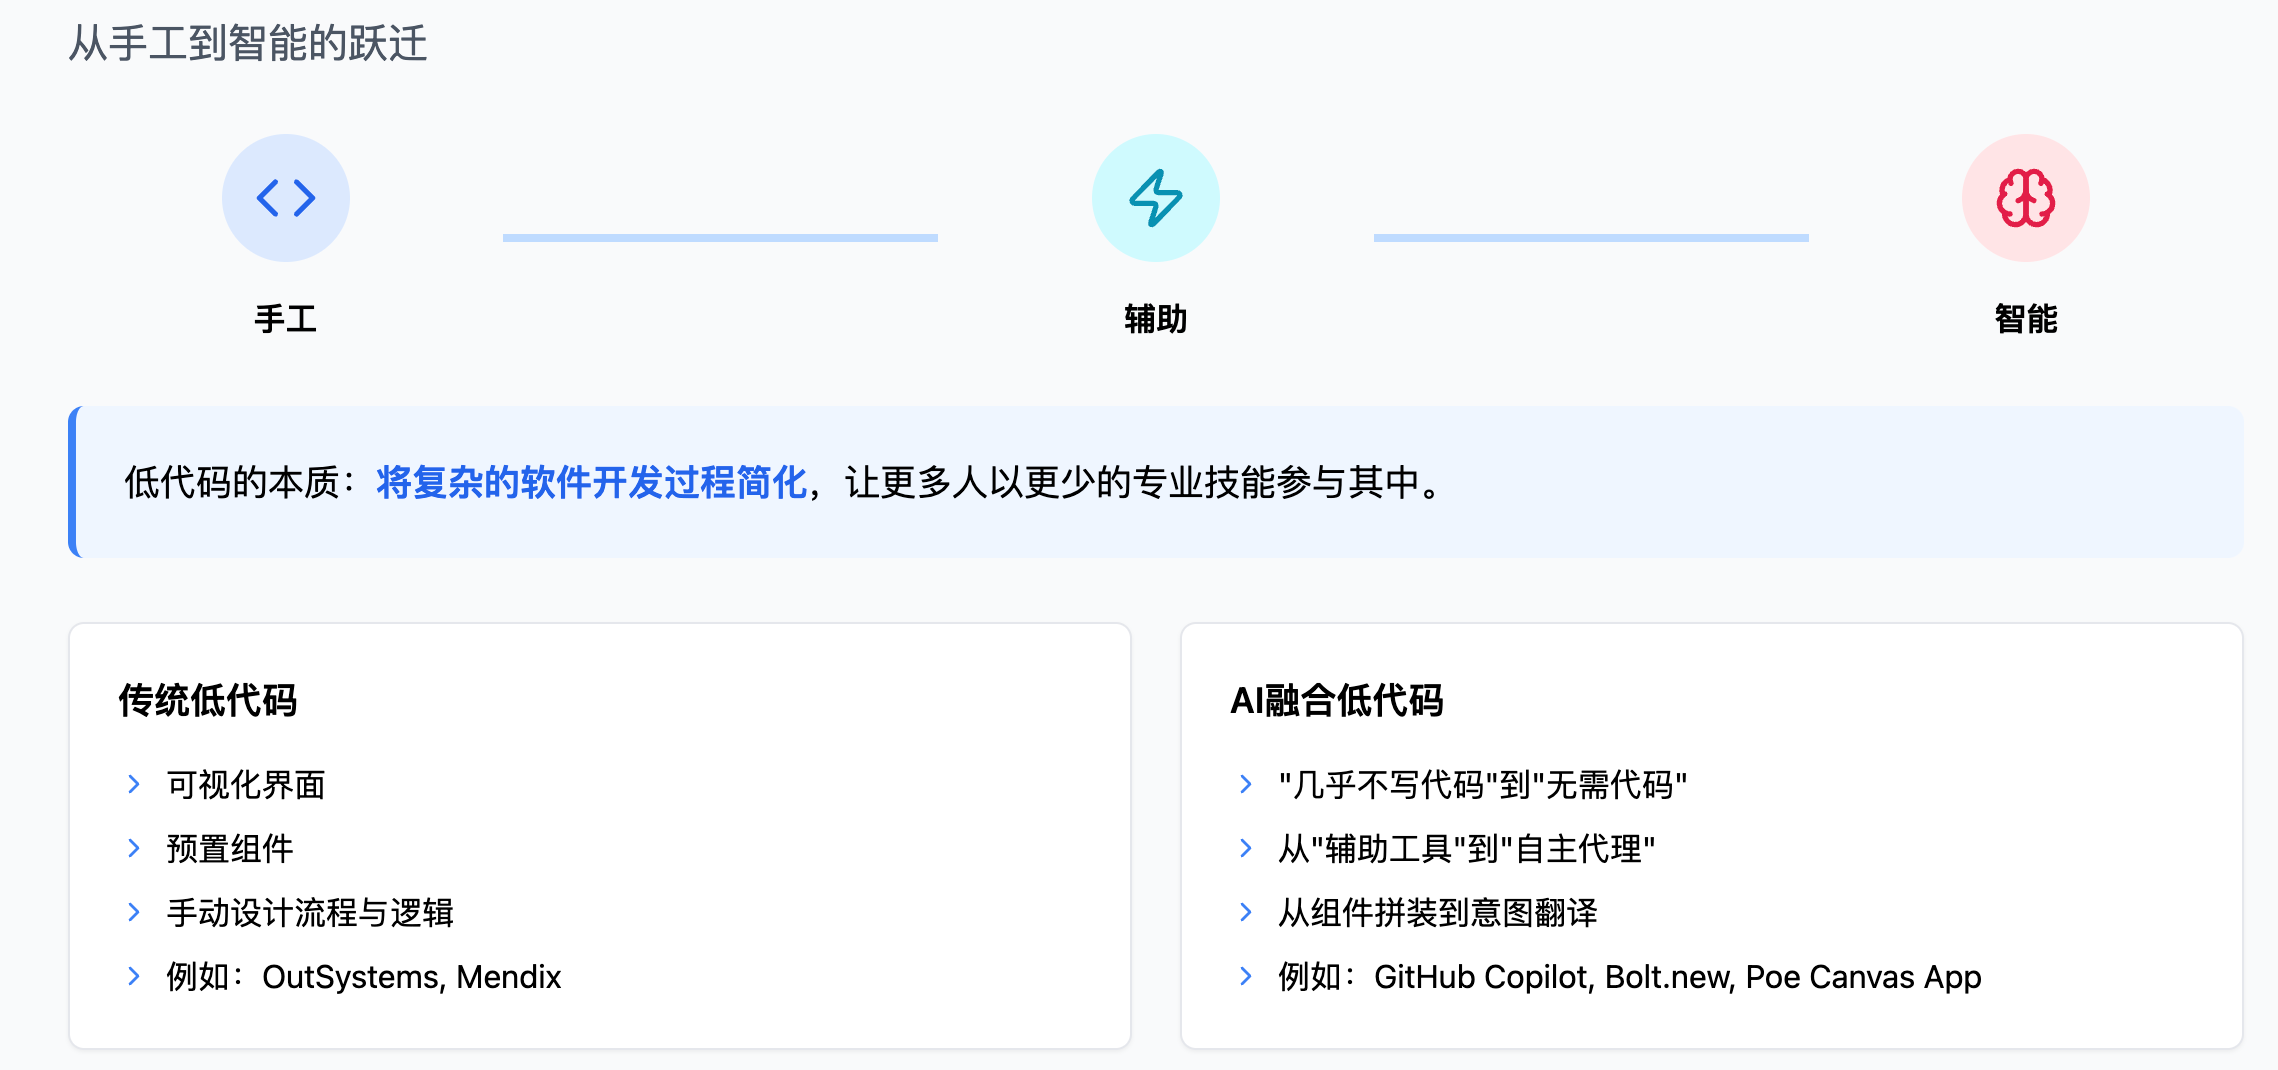 从手工到智能的跃迁
手工
辅助
智能
低代码的本质：将复杂的软件开发过程简化，让更多人以更少的专业技能参与其中。
传统低代码
可视化界面
预置组件
手动设计流程与逻辑
例如：OutSystems, Mendix
AI融合低代码
"几乎不写代码"到"无需代码"
从"辅助工具"到"自主代理"
从组件拼装到意图翻译
例如：GitHub Copilot, Bolt.new, Poe Canvas App